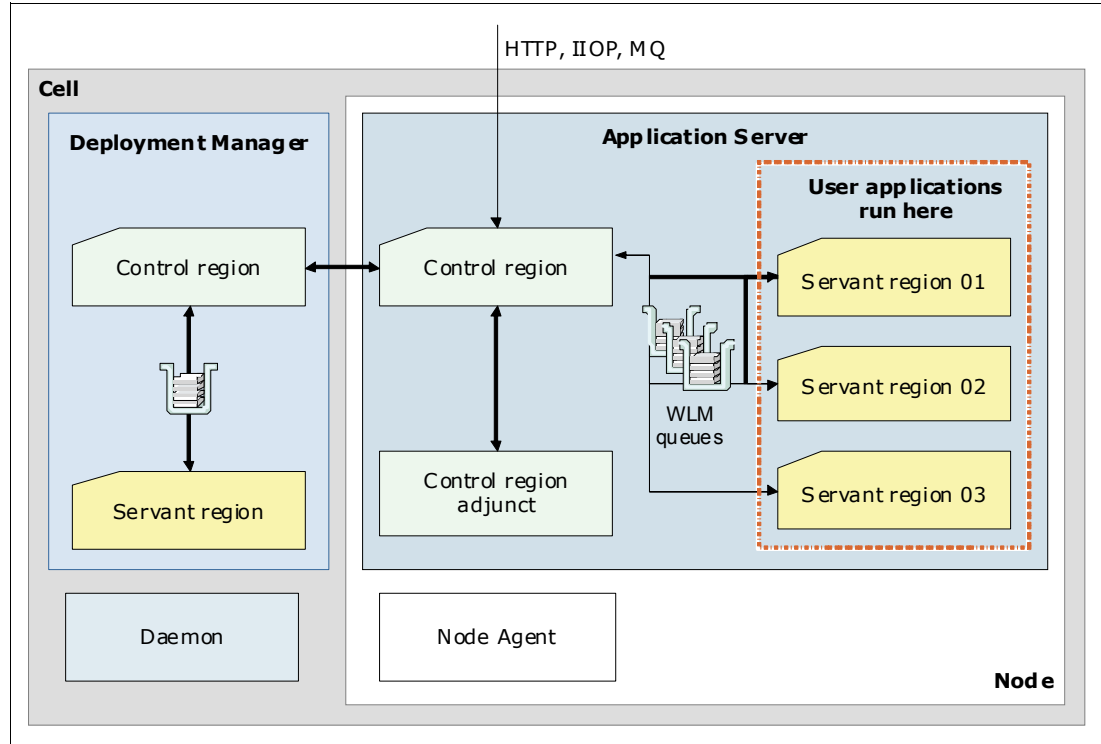 HTTP, IIOP, MQ
Cell
Deployment Manager
Application Server
User applications
run here
Control region
Control region
Servant region 01
Servant region 02
WLM
queues
Servant region
Control region
adjunct
Servant region 03
Daemon
Node Agent
Node